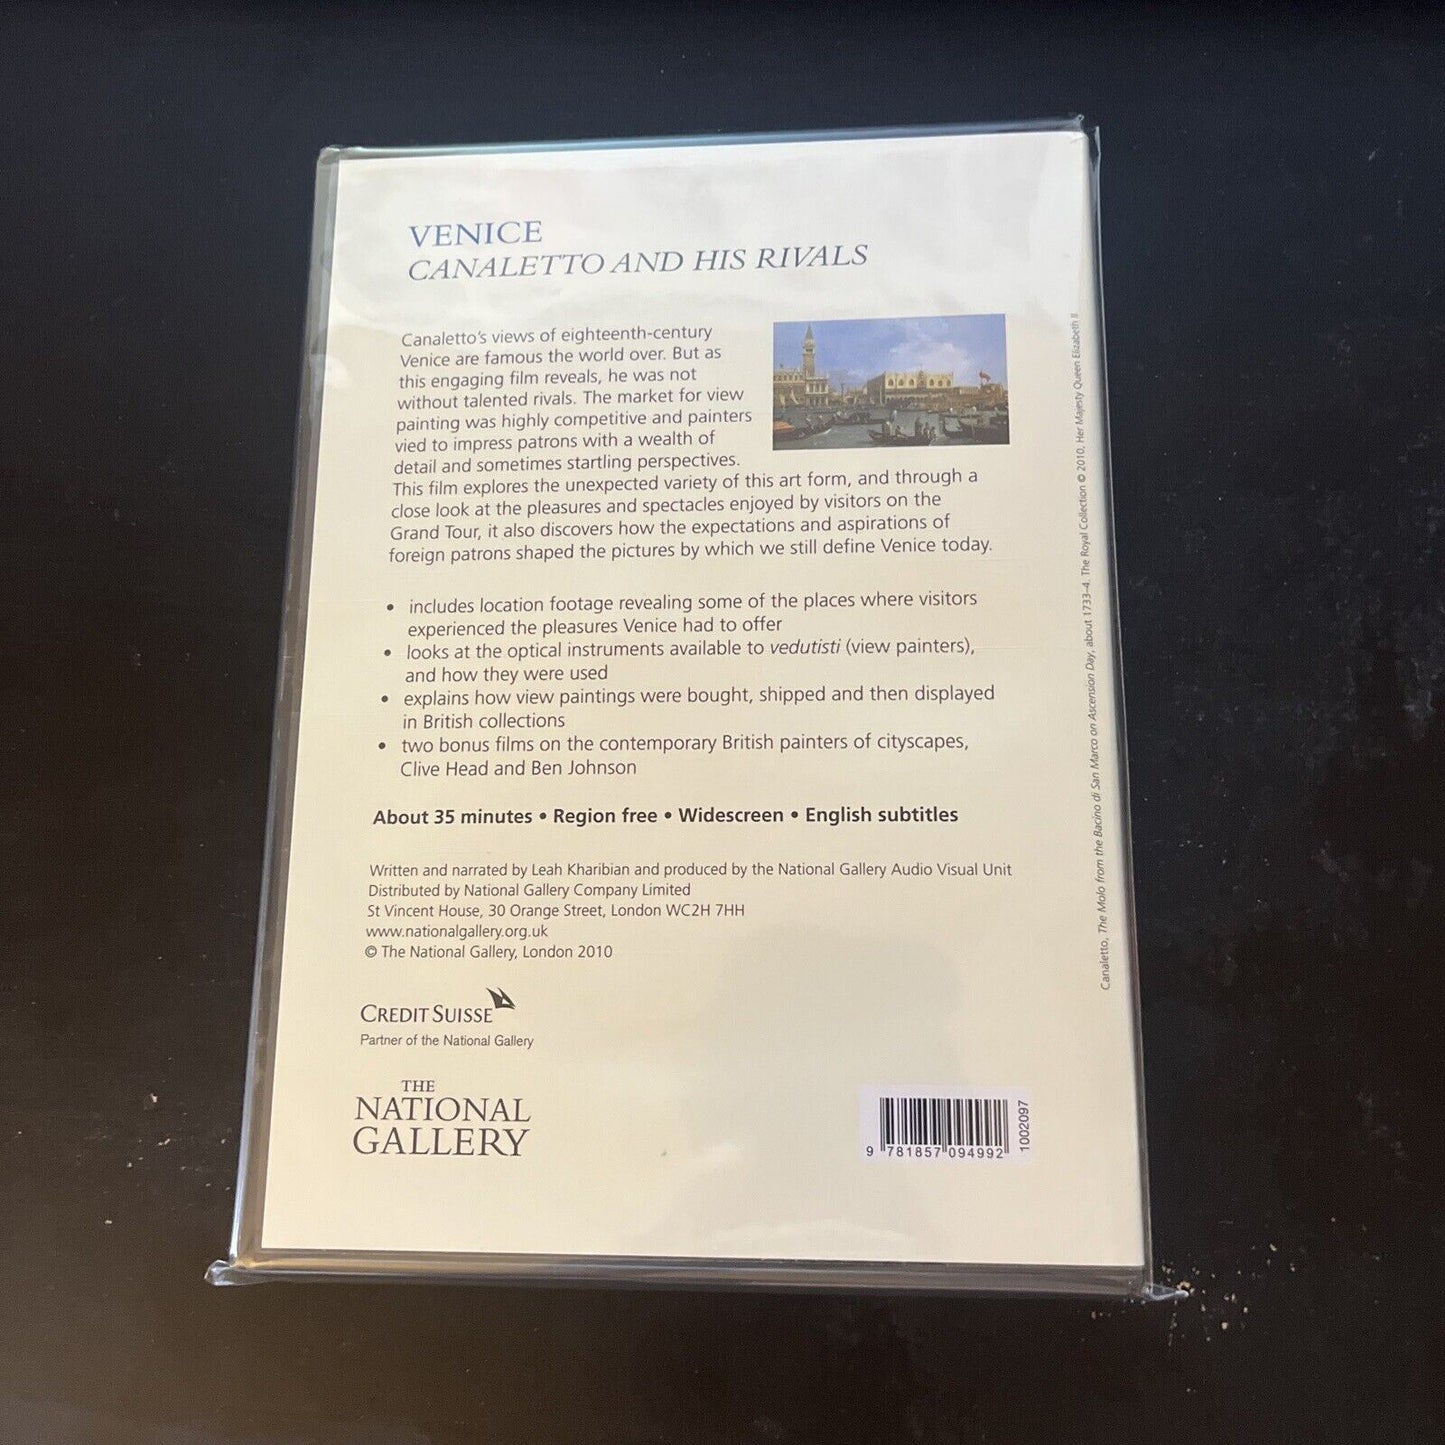 VENICE
CANALETTO AND HIS RIVALS
Canaletto's views of eighteenth-century
Venice are famous the world over. But as
this engaging film reveals, he was not
without talented rivals. The market for view
painting was highly competitive and painters
vied to impress patrons with a wealth of
detail and sometimes startling perspectives.
This film explores the unexpected variety of this art form, and through a
close look at the pleasures and spectacles enjoyed by visitors on the
Grand Tour, it also discovers how the expectations and aspirations of
foreign patrons shaped the pictures by which we still define Venice today.
• includes location footage revealing some of the places where visitors
experienced the pleasures Venice had to offer
• looks at the optical instruments available to vedutisti (view painters),
and how they were used
• explains how view paintings were bought, shipped and then displayed
in British collections
• two bonus films on the contemporary British painters of cityscapes,
Clive Head and Ben Johnson
About 35 minutes • Region free • Widescreen • English subtitles
Written and narrated by Leah Kharibian and produced by the National Gallery Audio Visual Unit
Distributed by National Gallery Company Limited
St Vincent House, 30 Orange Street, London WC2H 7HH
www.nationalgallery.org.uk
© The National Gallery, London 2010
CREDIT SUISSE
Partner of the National Gallery
THE
NATIONAL
GALLERY
9 781857 094992
1002097
Canaletto, The Molo from the Bacino di San Marco on Ascension Day, about 1733–4. The Royal Collection © 2010, Her Majesty Queen Elizabeth II